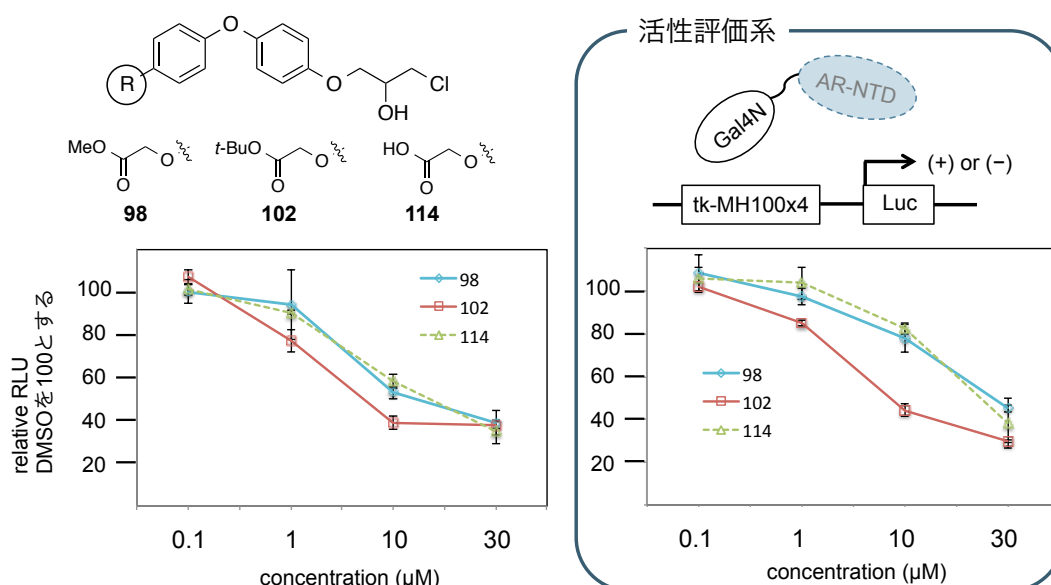 O
R
O
Cl
OH
MeO
O
O
98
t-BuO
O
O
102
HO
O
O
114
relative RLU
DMSOを100とする
100
80
60
40
20
98
102
114
0.1 1 10 30
concentration (µM)
活性評価系
Gal4N
AR-NTD
tk-MH100x4
Luc
(+) or (−)
100
80
60
40
20
98
102
114
0.1 1 10 30
concentration (µM)